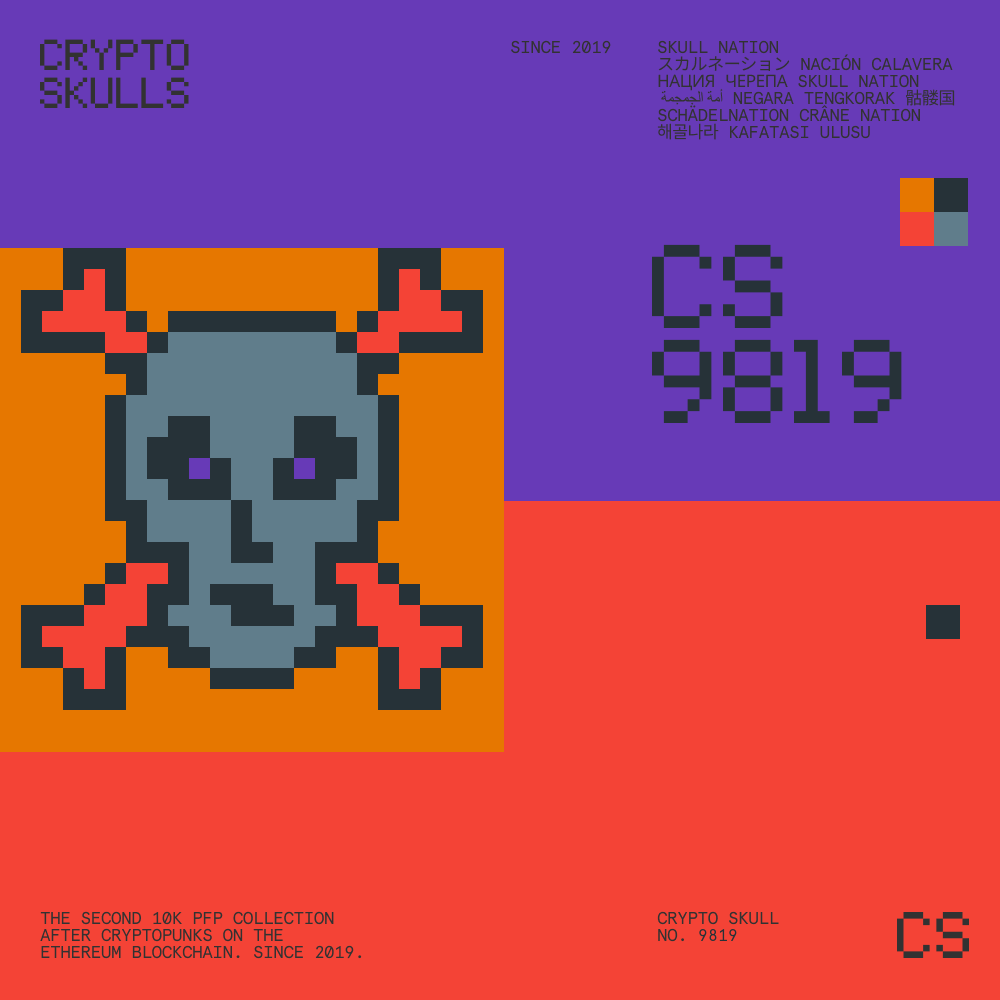 CRYPTO
SKULLS
SINCE 2019
SKULL NATION
スカルネーション NACIÓN CALAVERA
НАЦИЯ ЧЕРЕПА SKULL NATION
أمة الجمجمة NEGARA TENGKORAK 骷髅国
SCHÄDELNATION CRÂNE NATION
해골나라 KAFATASI ULUSU
CS
9819
THE SECOND 10K PFP COLLECTION
AFTER CRYPTOPUNKS ON THE
ETHEREUM BLOCKCHAIN. SINCE 2019.
CRYPTO SKULL
NO. 9819
CS